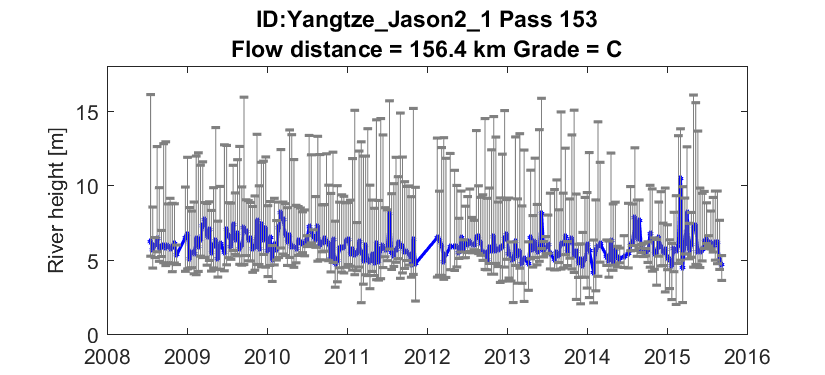 ID:Yangtze_Jason2_1 Pass 153
Flow distance = 156.4 km Grade = C
River height [m]
15
10
5
0
2008 2009 2010 2011 2012 2013 2014 2015 2016